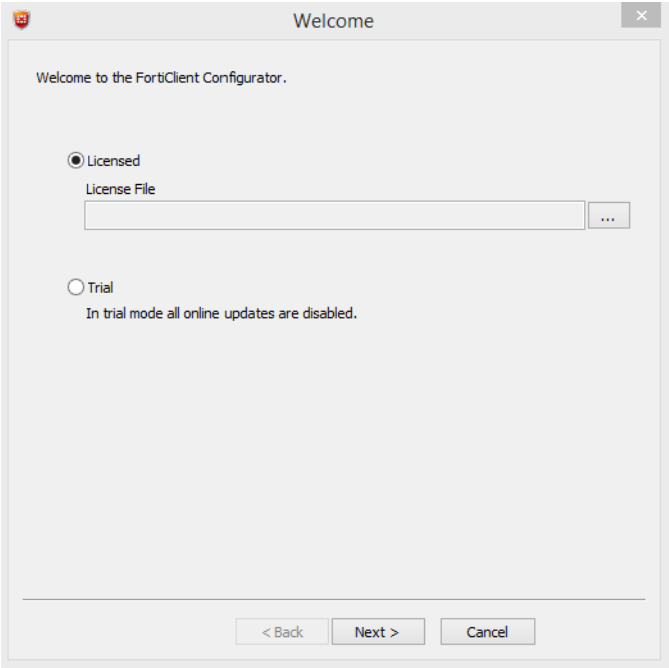 Welcome
Welcome to the FortiClient Configurator.
Licensed
License File
...
Trial
In trial mode all online updates are disabled.
< Back
Next >
Cancel